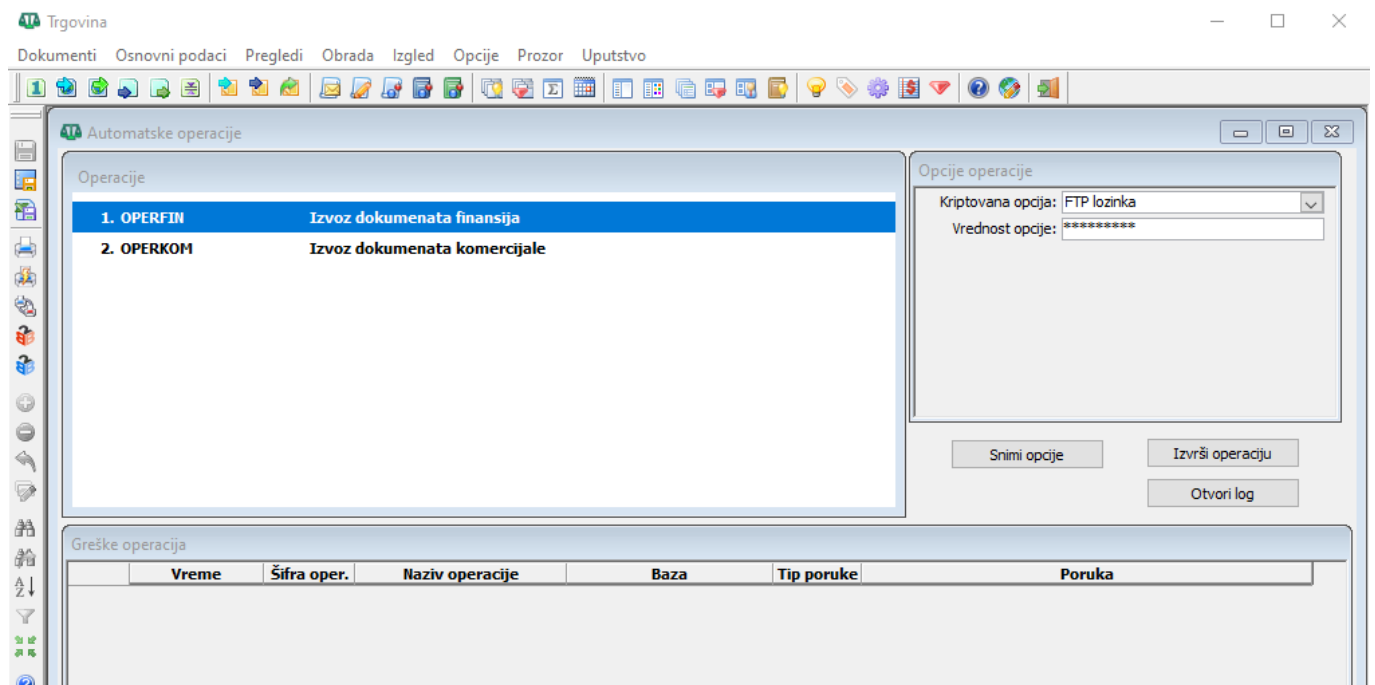 Trgovina
Dokumenti Osnovni podaci Pregledi Obrada Izgled Opcije Prozor Uputstvo
Automatske operacije
Operacije
1. OPERFIN Izvoz dokumenata finansija
2. OPERKOM Izvoz dokumenata komercijale
Opcije operacije
Kriptovana opcija: FTP lozinka
Vrednost opcije: *********
Snimi opcije Izvrši operaciju
Otvori log
Greške operacija
Vreme Šifra oper. Naziv operacije Baza Tip poruke Poruka